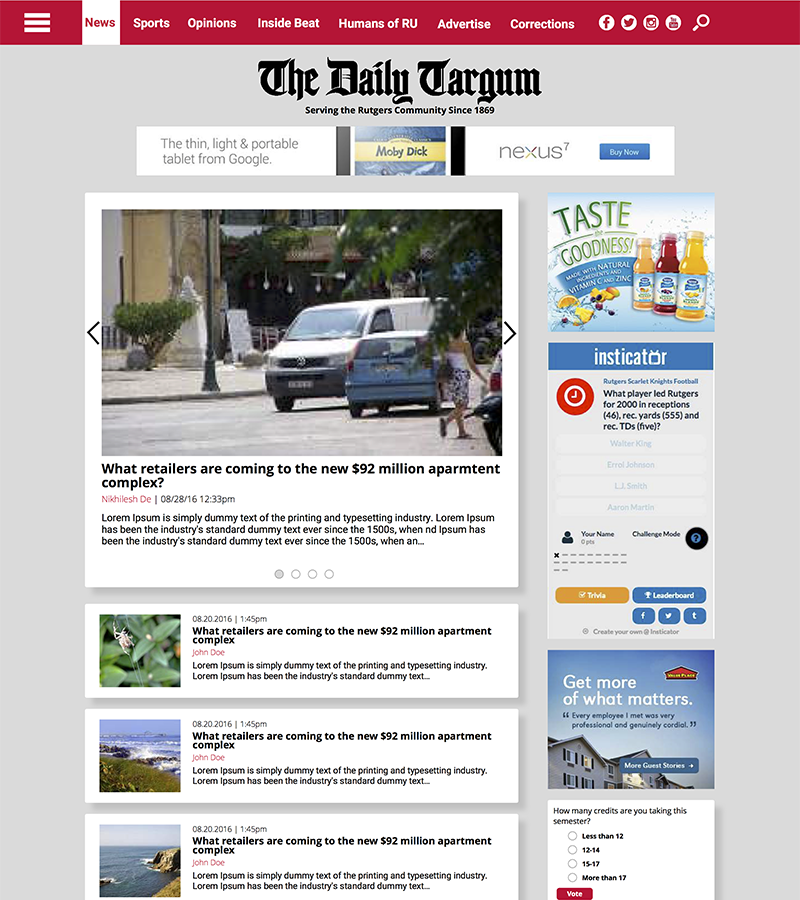 News Sports Opinions Inside Beat Humans of RU Advertise Corrections
The Daily Targum
Serving the Rutgers Community Since 1869
The thin, light & portable
tablet from Google.
Moby Dick
nexus7
Buy Now
What retailers are coming to the new $92 million aparmtent
complex?
Nikhilesh De | 08/28/16 12:33pm
Lorem Ipsum is simply dummy text of the printing and typesetting industry. Lorem Ipsum
has been the industry's standard dummy text ever since the 1500s, when nd Ipsum has
been the industry's standard dummy text ever since the 1500s, when an...
08.20.2016 | 1:45pm
What retailers are coming to the new $92 million apartment
complex
John Doe
Lorem Ipsum is simply dummy text of the printing and typesetting industry.
Lorem Ipsum has been the industry's standard dummy text...
08.20.2016 | 1:45pm
What retailers are coming to the new $92 million apartment
complex
John Doe
Lorem Ipsum is simply dummy text of the printing and typesetting industry.
Lorem Ipsum has been the industry's standard dummy text...
08.20.2016 | 1:45pm
What retailers are coming to the new $92 million apartment
complex
John Doe
Lorem Ipsum is simply dummy text of the printing and typesetting industry.
Lorem Ipsum has been the industry's standard dummy text...
TASTE
the
GOODNESS!
MADE WITH NATURAL
INGREDIENTS AND
VITAMIN C AND ZINC
insticator
Rutgers Scarlet Knights Football
What player led Rutgers
for 2000 in receptions
(46), rec. yards (555) and
rec. TDs (five)?
Walter King
Errol Johnson
L.J. Smith
Aaron Martin
Your Name
0 pts
Challenge Mode
?
Trivia
Leaderboard
f t
Create your own @ Insticator
VALUE PLACE
Get more
of what matters.
“ Every employee I met was very
professional and genuinely cordial. ”
More Guest Stories
How many credits are you taking this
semester?
Less than 12
12-14
15-17
More than 17
Vote